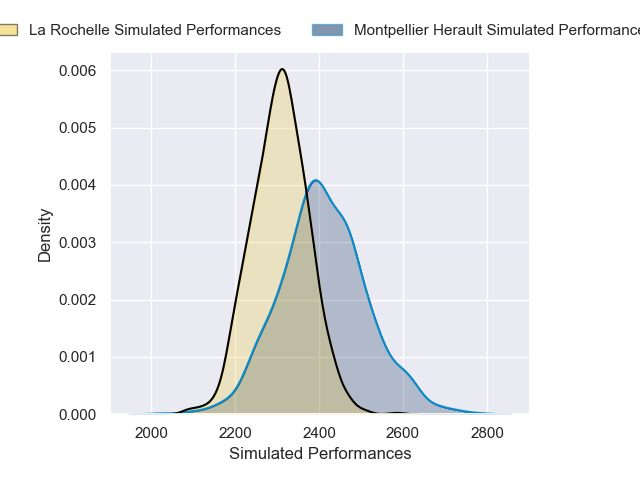 La Rochelle Simulated Performances
Montpellier Herault Simulated Performance
0.006
0.005
0.004
0.003
0.002
0.001
0.000
Density
2000 2200 2400 2600 2800
Simulated Performances